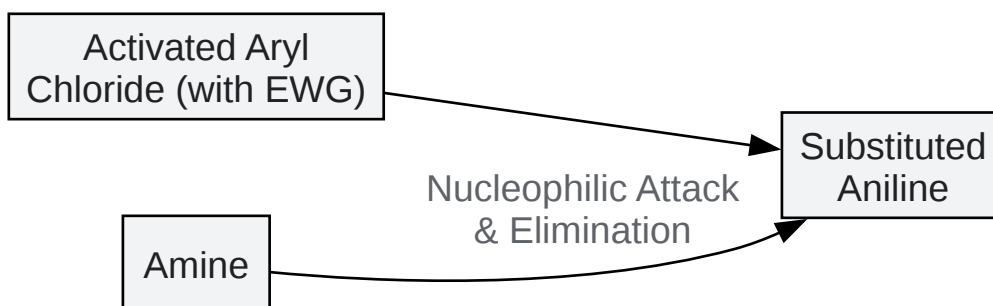 Activated Aryl
Chloride (with EWG)
Substituted
Aniline
Nucleophilic Attack
& Elimination
Amine